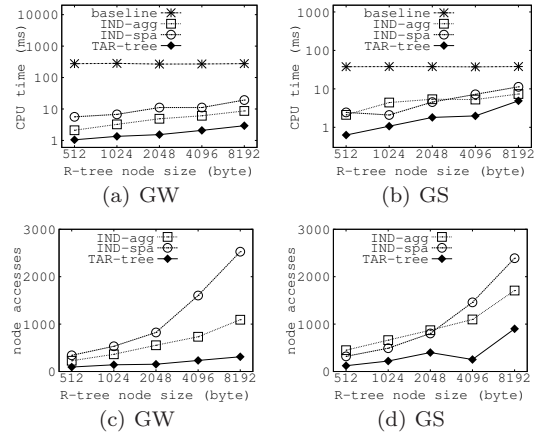 10000
1000
100
10
1
CPU time (ms)
baseline
IND-agg
IND-spa
TAR-tree
512 1024 2048 4096 8192
R-tree node size (byte)
(a) GW
100
10
1
CPU time (ms)
baseline
IND-agg
IND-spa
TAR-tree
512 1024 2048 4096 8192
R-tree node size (byte)
(b) GS
3000
2000
1000
0
node accesses
IND-agg
IND-spa
TAR-tree
512 1024 2048 4096 8192
R-tree node size (byte)
(c) GW
3000
2000
1000
0
node accesses
IND-agg
IND-spa
TAR-tree
512 1024 2048 4096 8192
R-tree node size (byte)
(d) GS